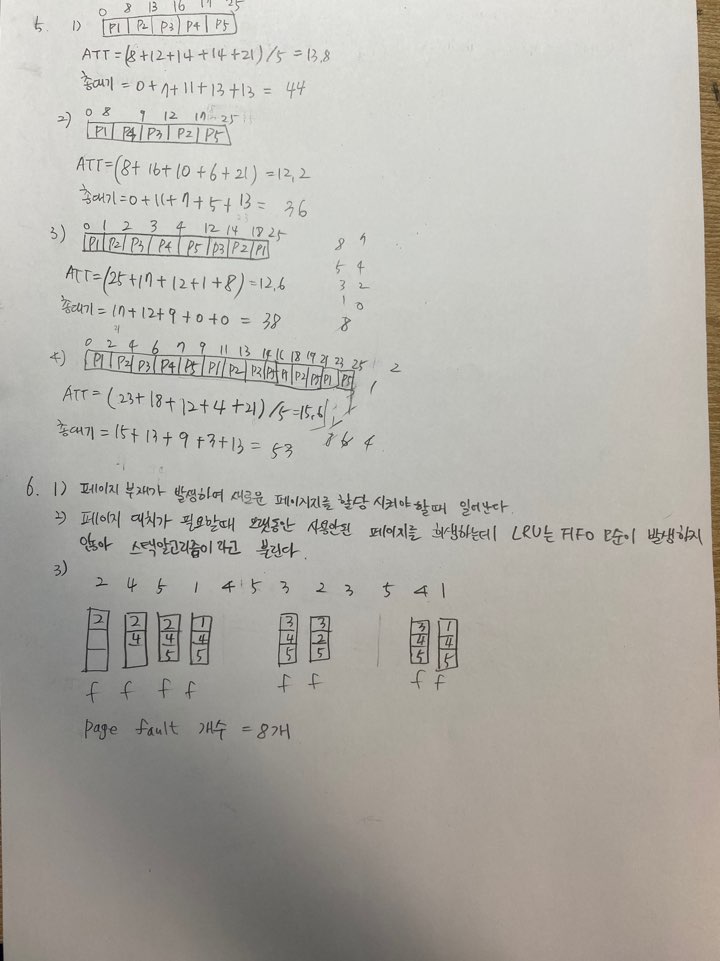 0 8 13 16 17 25
5. 1) P1 P2 P3 P4 P5
ATT=(8+12+14+14+21)/5=13,8
총대기=0+7+11+13+13=44
0 8 9 12 17 25
2) P1 P4 P3 P2 P5
ATT=(8+16+10+6+21)=12,2
총대기=0+11+7+5+13=36
0 1 2 3 4 12 14 18 25
3) P1 P2 P3 P4 P5 P3 P2 P1
8 7
5 4
ATT=(25+17+12+1+8)=12,6
3 2
1 0
총대기=17+12+9+0+0=38
8
0 2 4 6 7 9 11 13 14 16 18 19 21 23 25
2
4) P1 P2 P3 P4 P5 P1 P2 P5 P1 P2 P5 P1 P5
ATT=(23+18+12+4+21)/5=15,6
총대기=15+13+9+3+13=53
6. 1) 페이지 부재가 발생하여 새로운 페이지지를 할당 시켜야 할때 일어난다.
2) 페이지 대치가 필요할때 오랫동안 사용안된 페이지를 희생하는데 LRU는 FIFO 모순이 발생하지
않아 스택알고리즘이라고 불린다.
3)
2 4 5 1 4 5 3 2 3 5 4 1
2 2 2 1 3 3 3 1
4 4 4 4 2 4 4
5 5 5 5 5 5
f f f f f f f f
page fault 개수 = 8개